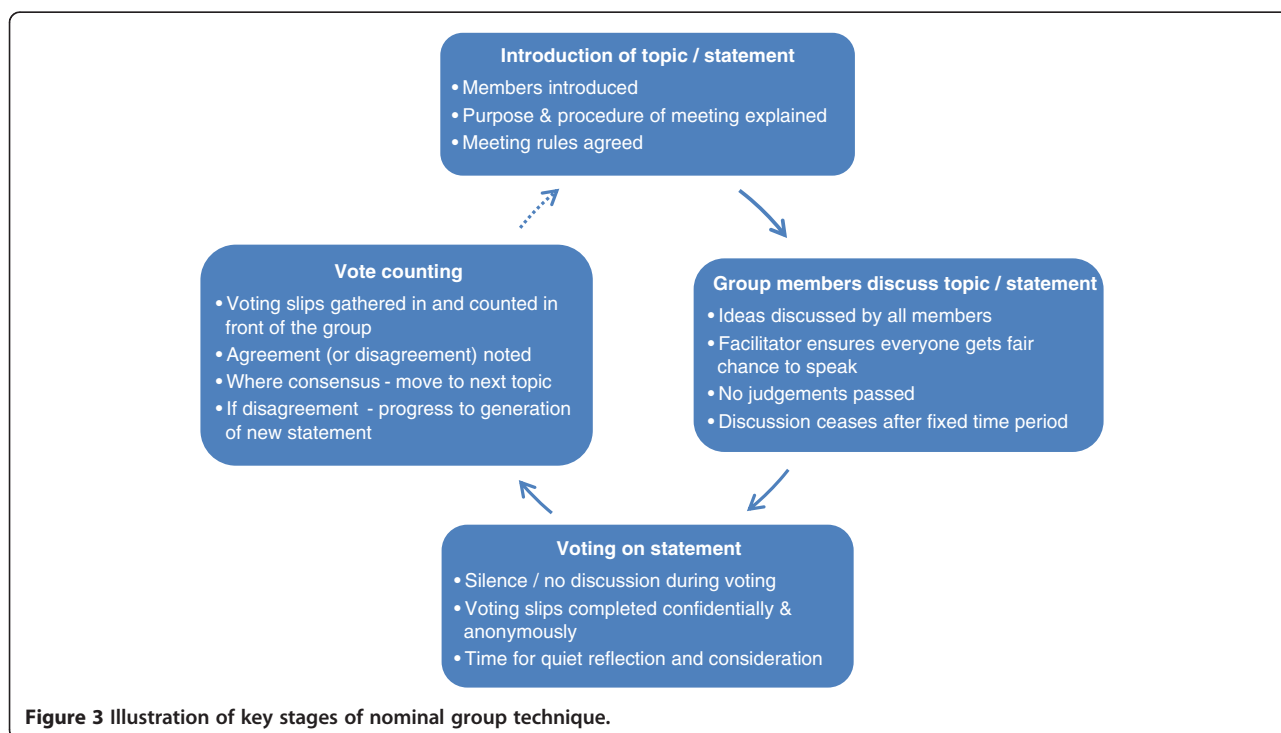 Introduction of topic / statement
• Members introduced
• Purpose & procedure of meeting explained
• Meeting rules agreed
Group members discuss topic / statement
• Ideas discussed by all members
• Facilitator ensures everyone gets fair
chance to speak
• No judgements passed
• Discussion ceases after fixed time period
Voting on statement
• Silence / no discussion during voting
• Voting slips completed confidentially &
anonymously
• Time for quiet reflection and consideration
Vote counting
• Voting slips gathered in and counted in
front of the group
• Agreement (or disagreement) noted
• Where consensus - move to next topic
• If disagreement - progress to generation
of new statement
Figure 3 Illustration of key stages of nominal group technique.